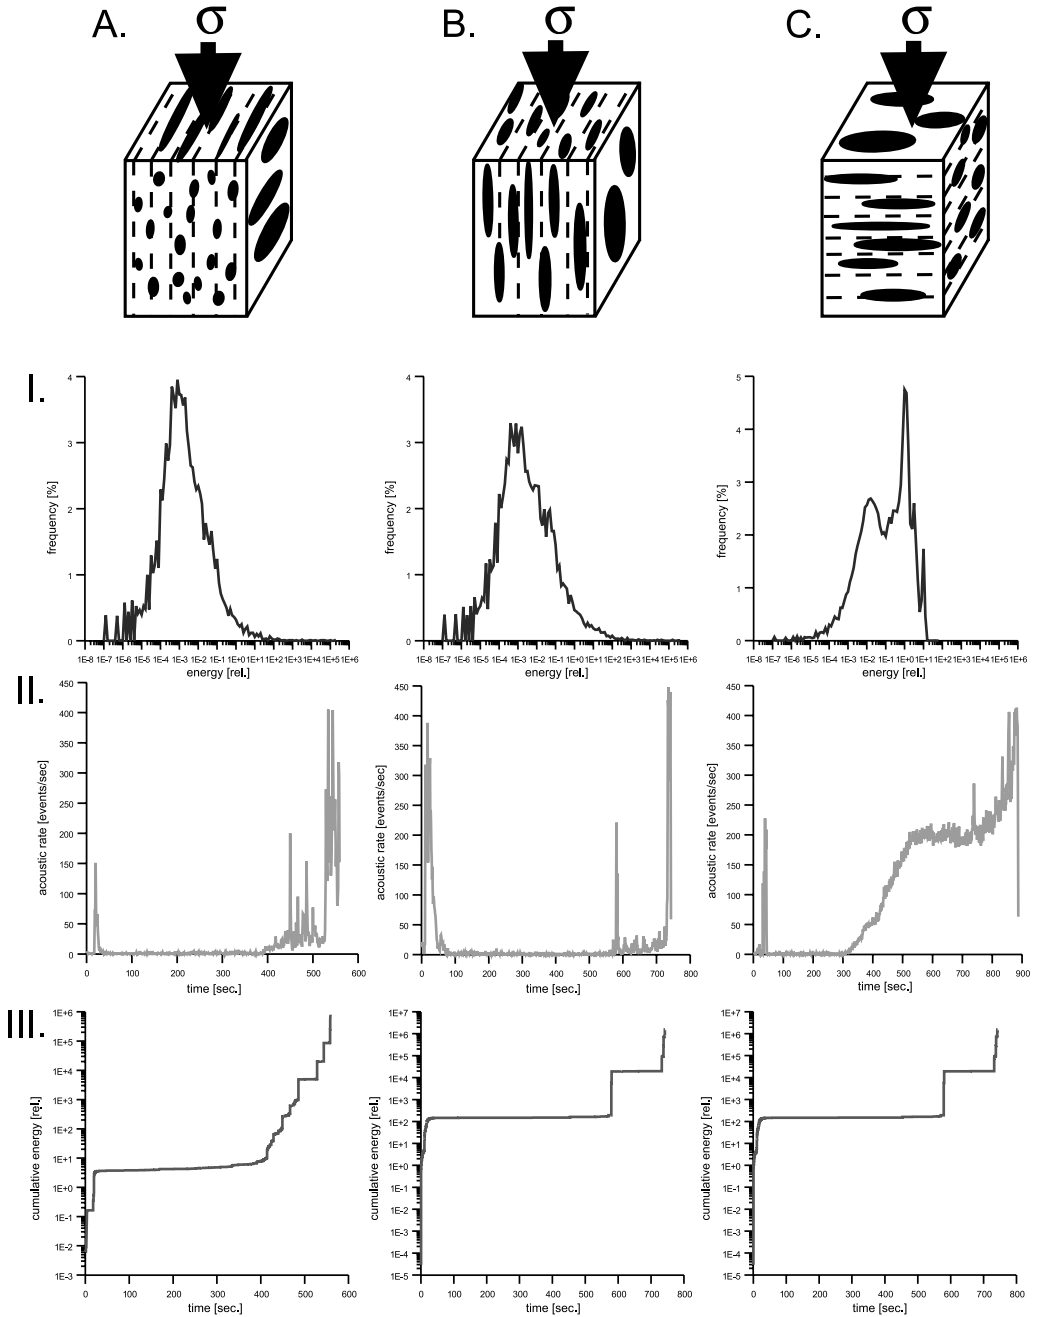 A. σ B. σ C. σ
I.
4 4 5
4
3 3
frequency [%] frequency [%] frequency [%]
3
2 2
2
1 1
1
0 0 0
1E-8 1E-7 1E-6 1E-5 1E-4 1E-3 1E-2 1E-1 1E+0 1E+1 1E+2 1E+3 1E+4 1E+5 1E+6
energy [rel.]
1E-8 1E-7 1E-6 1E-5 1E-4 1E-3 1E-2 1E-1 1E+0 1E+1 1E+2 1E+3 1E+4 1E+5 1E+6
energy [rel.]
1E-8 1E-7 1E-6 1E-5 1E-4 1E-3 1E-2 1E-1 1E+0 1E+1 1E+2 1E+3 1E+4 1E+5 1E+6
energy [rel.]
II.
450 450 450
400 400 400
350 350 350
300 300 300
250 250 250
acoustic rate [events/sec] acoustic rate [events/sec] acoustic rate [events/sec]
200 200 200
150 150 150
100 100 100
50 50 50
0 0 0
0 100 200 300 400 500 600
time [sec.]
0 100 200 300 400 500 600 700 800
time [sec.]
0 100 200 300 400 500 600 700 800 900
time [sec.]
III.
1E+6 1E+7 1E+7
1E+5 1E+6 1E+6
1E+4 1E+5 1E+5
1E+3 1E+4 1E+4
1E+2 1E+3 1E+3
1E+1 1E+2 1E+2
1E+0 1E+1 1E+1
1E-1 1E+0 1E+0
1E-2 1E-1 1E-1
1E-3 1E-2 1E-2
1E-3 1E-3
1E-4 1E-4
1E-5 1E-5
cumulative energy [rel.] cumulative energy [rel.] cumulative energy [rel.]
0 100 200 300 400 500 600
time [sec.]
0 100 200 300 400 500 600 700 800
time [sec.]
0 100 200 300 400 500 600 700 800
time [sec.]